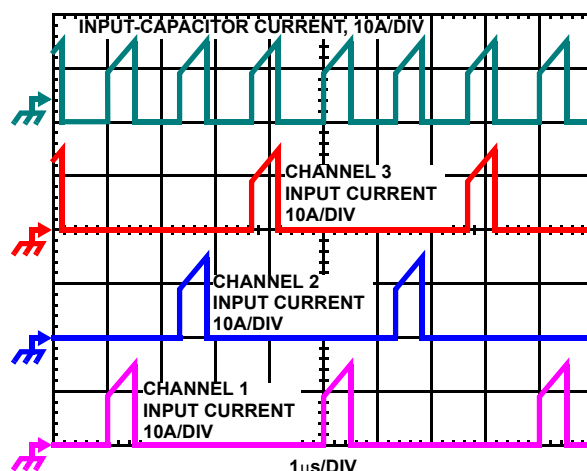 INPUT-CAPACITOR CURRENT, 10A/DIV
CHANNEL 3
INPUT CURRENT
10A/DIV
CHANNEL 2
INPUT CURRENT
10A/DIV
CHANNEL 1
INPUT CURRENT
10A/DIV
1μs/DIV